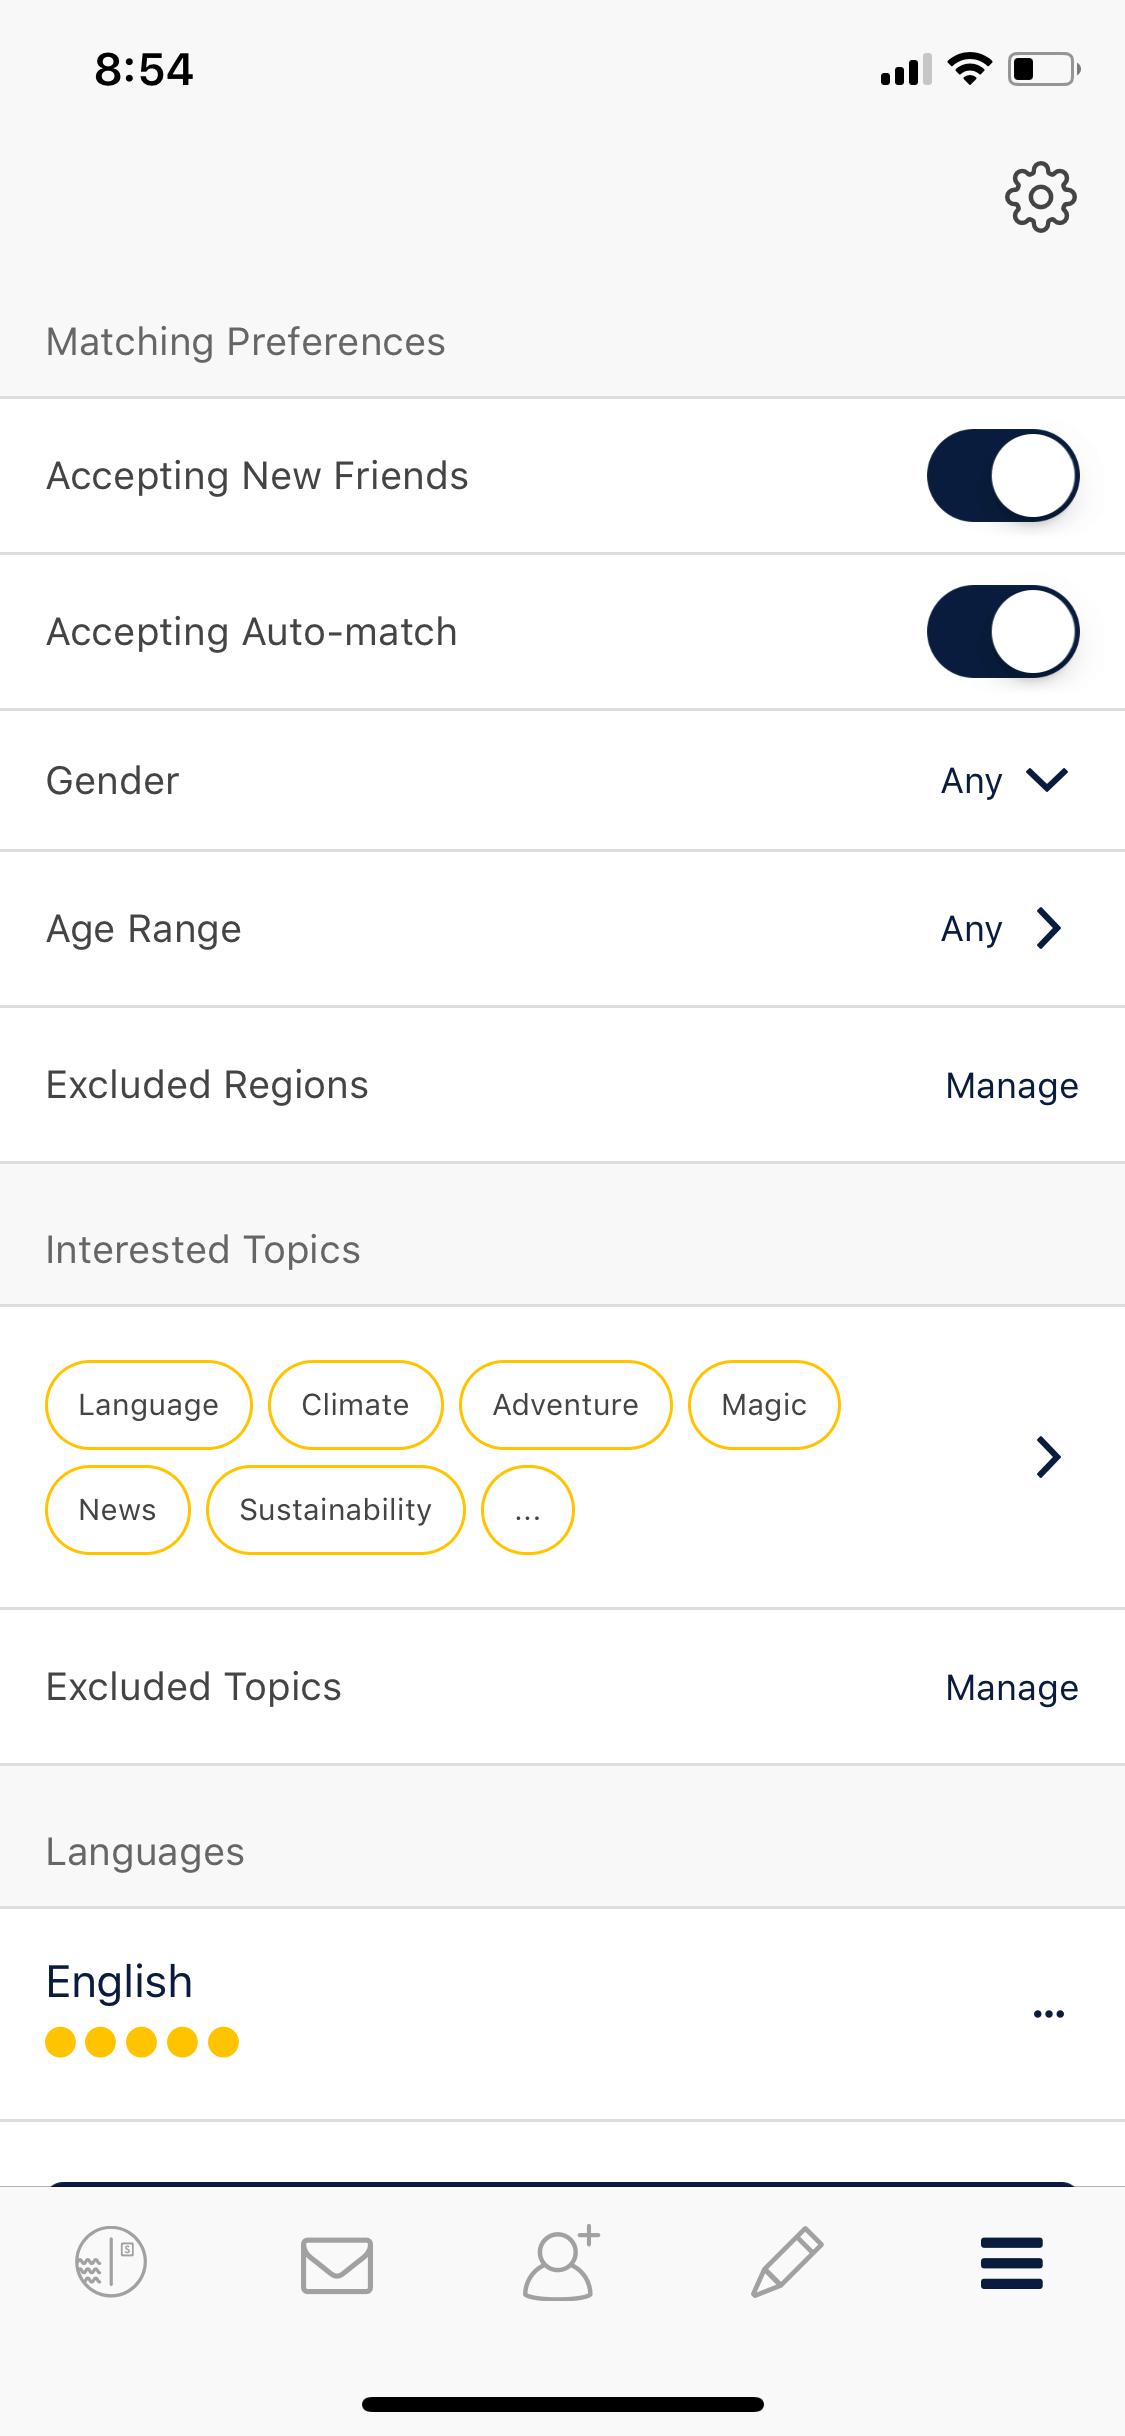 8:54
Matching Preferences
Accepting New Friends
Accepting Auto-match
Gender Any
Age Range Any
Excluded Regions Manage
Interested Topics
Language Climate Adventure Magic
News Sustainability ...
Excluded Topics Manage
Languages
English
S